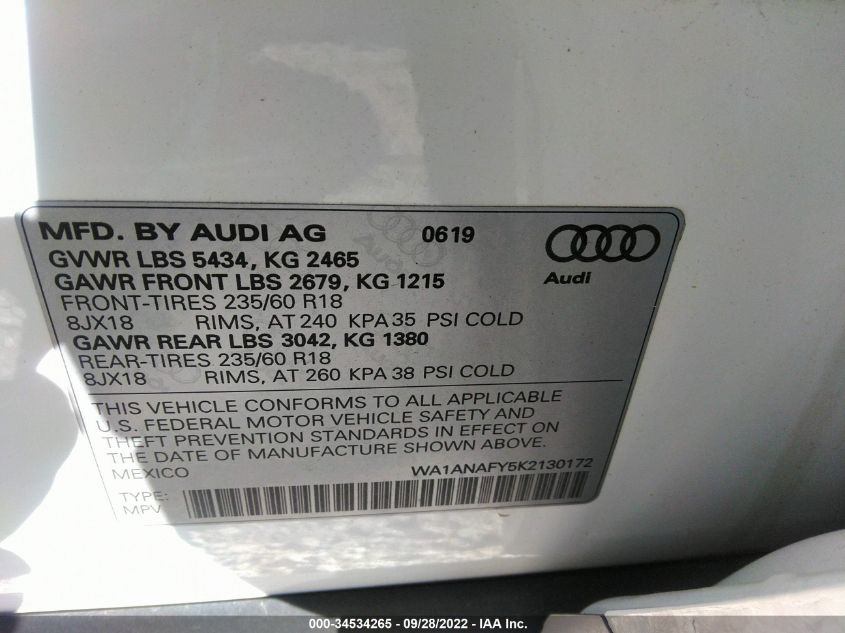 MFD. BY AUDI AG 0619
GVWR LBS 5434, KG 2465
GAWR FRONT LBS 2679, KG 1215
Audi
FRONT-TIRES 235/60 R18
8JX18 RIMS, AT 240 KPA 35 PSI COLD
GAWR REAR LBS 3042, KG 1380
REAR-TIRES 235/60 R18
8JX18 RIMS, AT 260 KPA 38 PSI COLD
THIS VEHICLE CONFORMS TO ALL APPLICABLE
U.S. FEDERAL MOTOR VEHICLE SAFETY AND
THEFT PREVENTION STANDARDS IN EFFECT ON
THE DATE OF MANUFACTURE SHOWN ABOVE.
MEXICO WA1ANAFY5K2130172
TYPE:
MPV
000-34534265 - 09/28/2022 - IAA Inc.